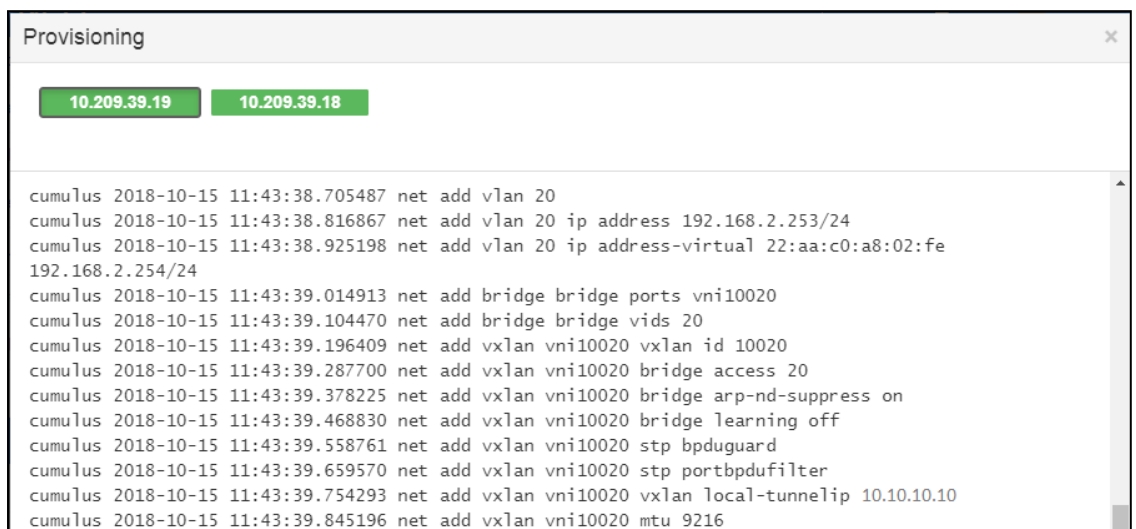 Provisioning ×
10.209.39.19 10.209.39.18
cumulus 2018-10-15 11:43:38.705487 net add vlan 20
cumulus 2018-10-15 11:43:38.816867 net add vlan 20 ip address 192.168.2.253/24
cumulus 2018-10-15 11:43:38.925198 net add vlan 20 ip address-virtual 22:aa:c0:a8:02:fe
192.168.2.254/24
cumulus 2018-10-15 11:43:39.014913 net add bridge bridge ports vni10020
cumulus 2018-10-15 11:43:39.104470 net add bridge bridge vids 20
cumulus 2018-10-15 11:43:39.196409 net add vxlan vni10020 vxlan id 10020
cumulus 2018-10-15 11:43:39.287700 net add vxlan vni10020 bridge access 20
cumulus 2018-10-15 11:43:39.378225 net add vxlan vni10020 bridge arp-nd-suppress on
cumulus 2018-10-15 11:43:39.468830 net add vxlan vni10020 bridge learning off
cumulus 2018-10-15 11:43:39.558761 net add vxlan vni10020 stp bpduguard
cumulus 2018-10-15 11:43:39.659570 net add vxlan vni10020 stp portbpdufilter
cumulus 2018-10-15 11:43:39.754293 net add vxlan vni10020 vxlan local-tunnelip 10.10.10.10
cumulus 2018-10-15 11:43:39.845196 net add vxlan vni10020 mtu 9216